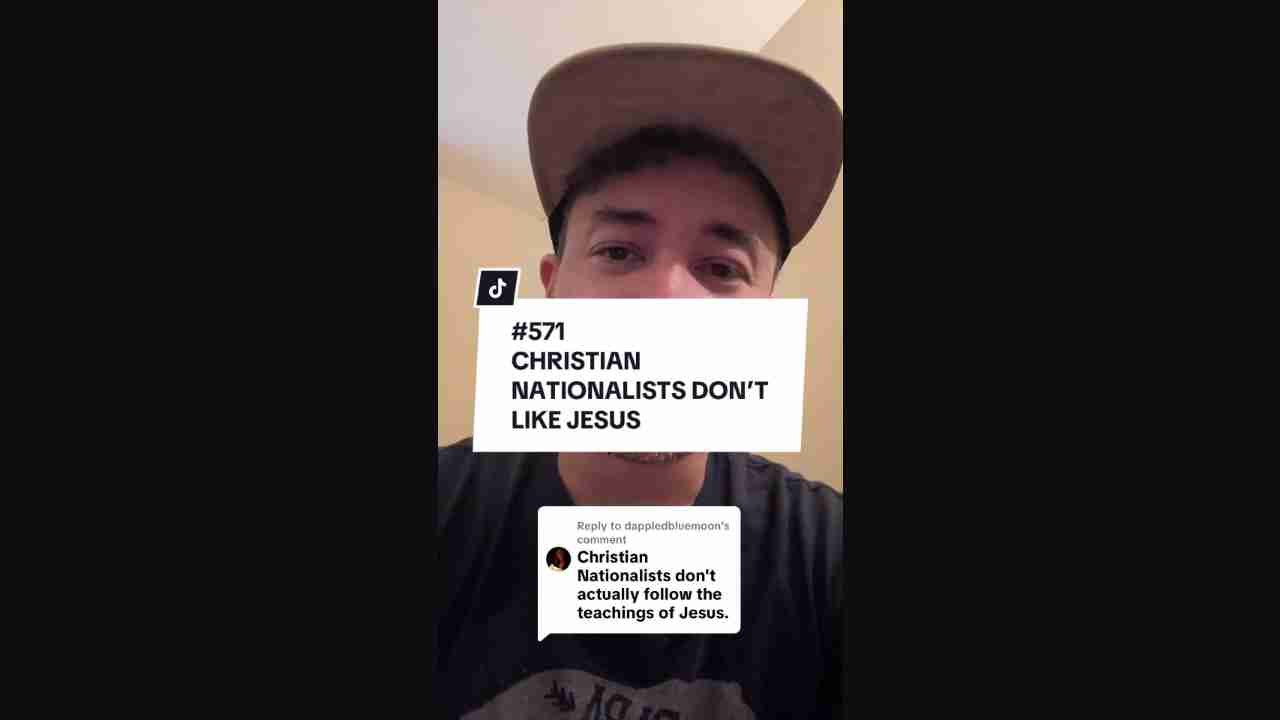 #571
CHRISTIAN
NATIONALISTS DON'T
LIKE JESUS
Reply to dappledbluemoon's
comment
Christian
Nationalists don't
actually follow the
teachings of Jesus.